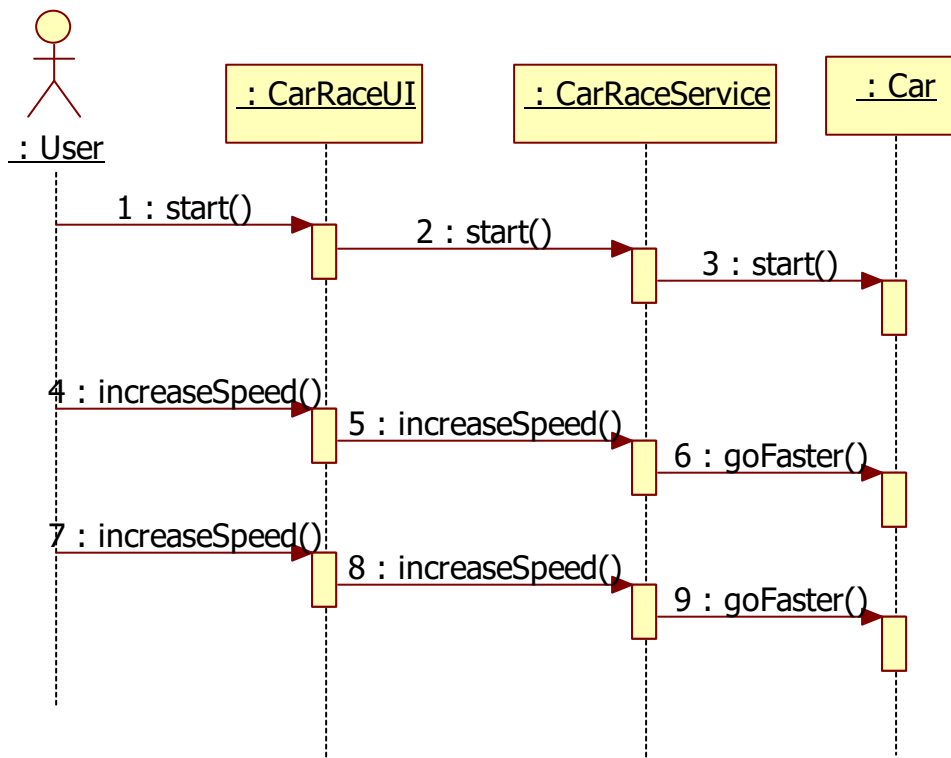 : User
: CarRaceUI
: CarRaceService
: Car
1 : start()
2 : start()
3 : start()
4 : increaseSpeed()
5 : increaseSpeed()
6 : goFaster()
7 : increaseSpeed()
8 : increaseSpeed()
9 : goFaster()